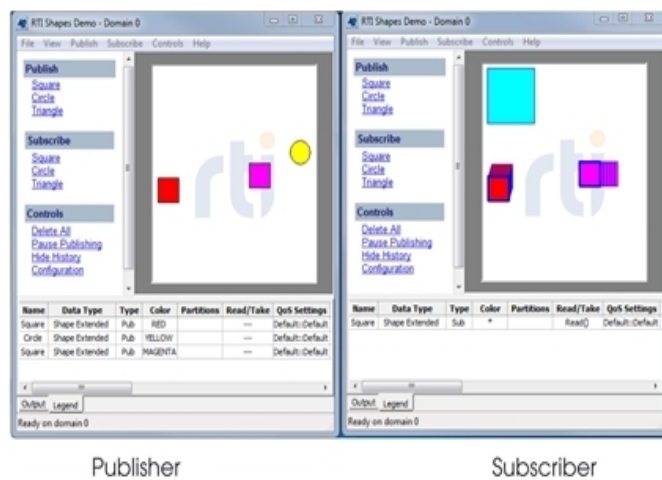 RTI Shapes Demo - Domain 0
File View Publish Subscribe Controls Help
Publish
Square
Circle
Triangle
Subscribe
Square
Circle
Triangle
Controls
Delete All
Pause Publishing
Hide History
Configuration
rti
Name Data Type Type Color Partitions Read/Take QoS Settings
Square Shape Extended Pub RED --- Default::Default
Circle Shape Extended Pub YELLOW --- Default::Default
Square Shape Extended Pub MAGENTA --- Default::Default
Output Legend
Ready on domain 0
Publisher
RTI Shapes Demo - Domain 0
File View Publish Subscribe Controls Help
Publish
Square
Circle
Triangle
Subscribe
Square
Circle
Triangle
Controls
Delete All
Pause Publishing
Hide History
Configuration
rti
Name Data Type Type Color Partitions Read/Take QoS Settings
Square Shape Extended Sub * Read() Default::Default
Output Legend
Ready on domain 0
Subscriber